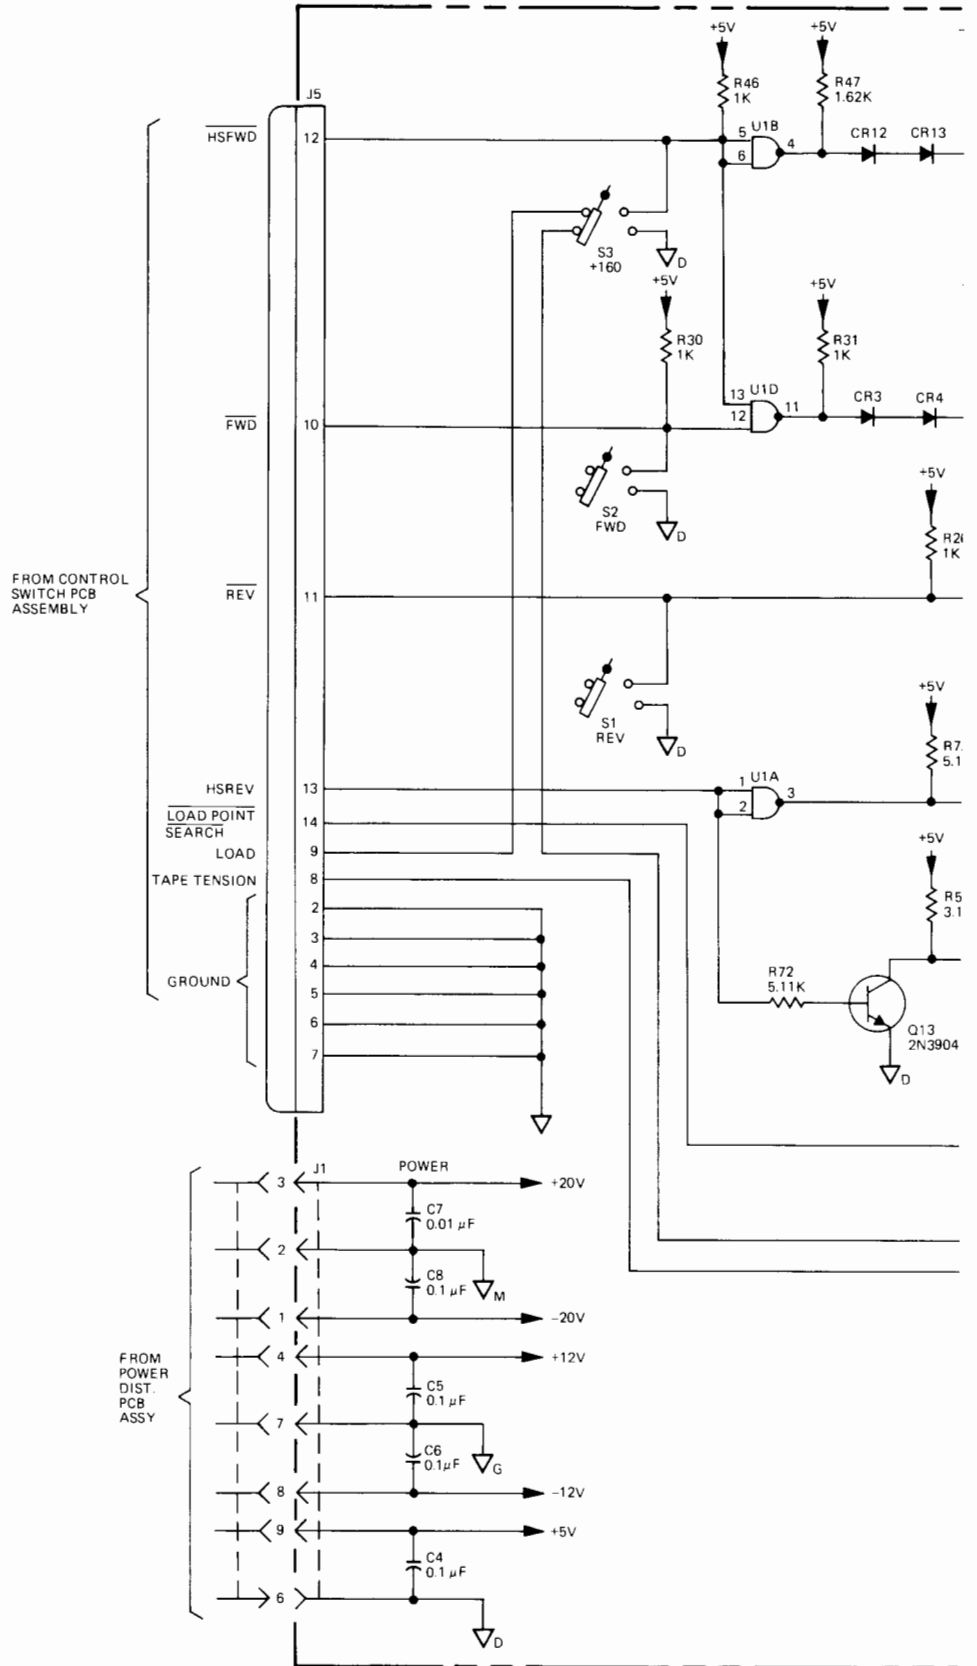 +5V
+5V
R46
1K
R47
1.62K
J5
HSFWD
12
5
6
U1B
4
CR12
CR13
S3
+160
D
+5V
R30
1K
+5V
R31
1K
FWD
10
13
12
U1D
11
CR3
CR4
S2
FWD
D
+5V
1K
FROM CONTROL
SWITCH PCB
ASSEMBLY
REV
11
S1
REV
D
+5V
HSREV
13
1
2
U1A
3
LOAD POINT
SEARCH
14
LOAD
9
TAPE TENSION
8
+5V
GROUND
2
3
4
5
6
7
R72
5.11K
Q13
2N3904
D
J1
POWER
3
+20V
C7
0.01 µF
2
C8
0.1 µF
M
1
-20V
4
+12V
FROM
POWER
DIST.
PCB
ASSY
C5
0.1 µF
7
C6
0.1µF
G
8
-12V
9
+5V
C4
0.1 µF
6
D